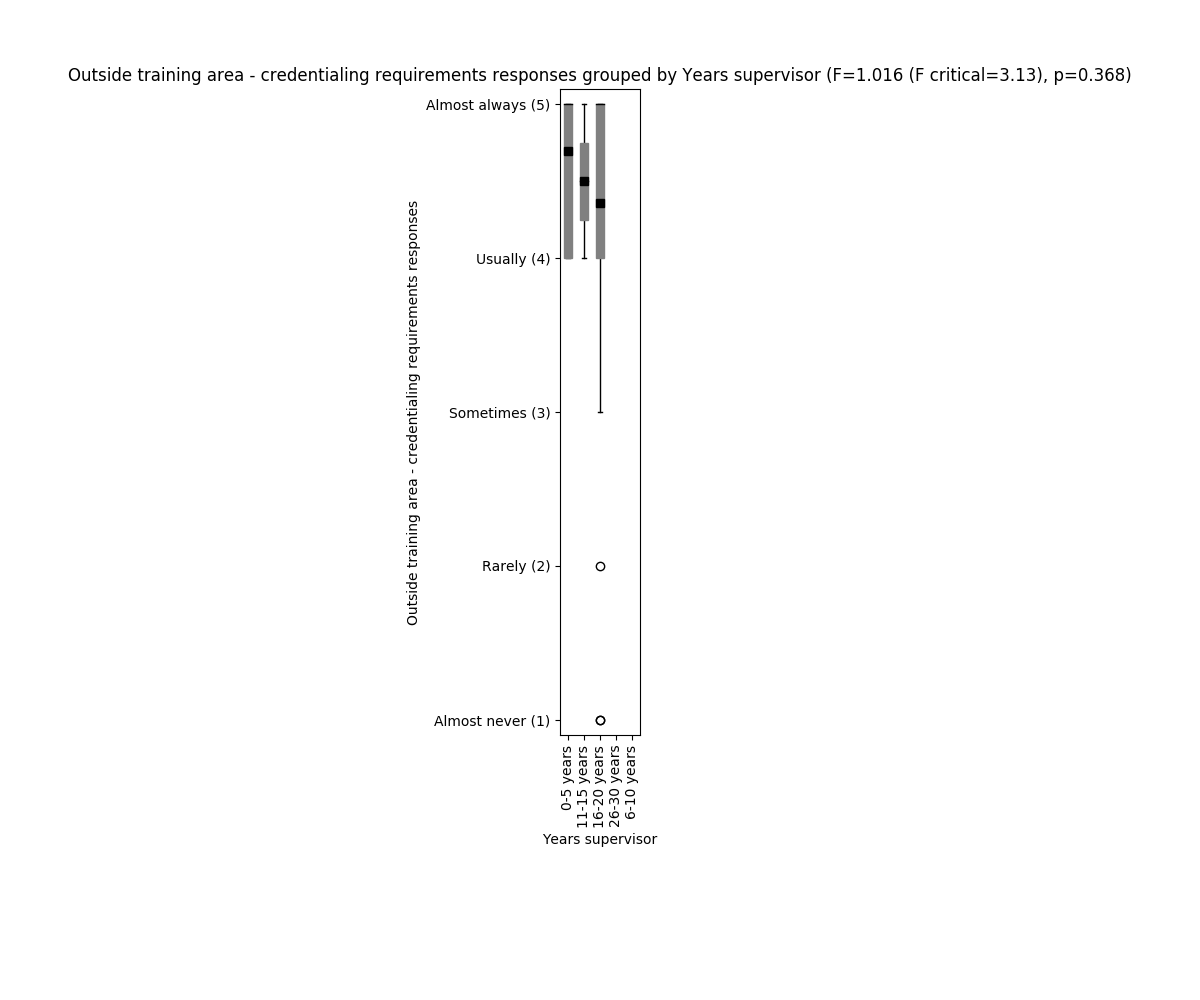 Outside training area - credentialing requirements responses grouped by Years supervisor (F=1.016 (F critical=3.13), p=0.368)
Outside training area - credentialing requirements responses
Almost always (5)
Usually (4)
Sometimes (3)
Rarely (2)
Almost never (1)
0-5 years
11-15 years
16-20 years
26-30 years
6-10 years
Years supervisor